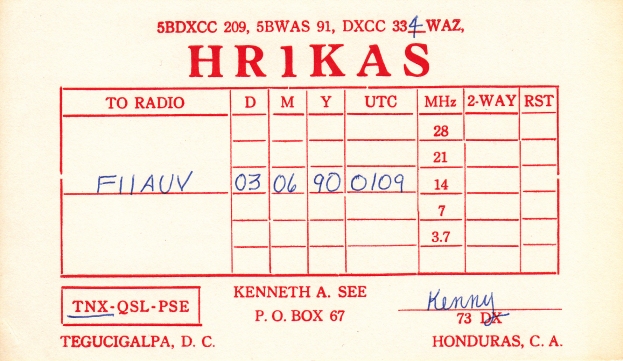 5BDXCC 209, 5BWAS 91, DXCC 334 WAZ,
HR1KAS
TO RADIO D M Y UTC MHz 2-WAY RST
28
21
F11AUV 03 06 90 0109 14
7
3.7
TNX-QSL-PSE
KENNETH A. SEE
P. O. BOX 67
Kenny
73 DX
TEGUCIGALPA, D. C.
HONDURAS, C. A.